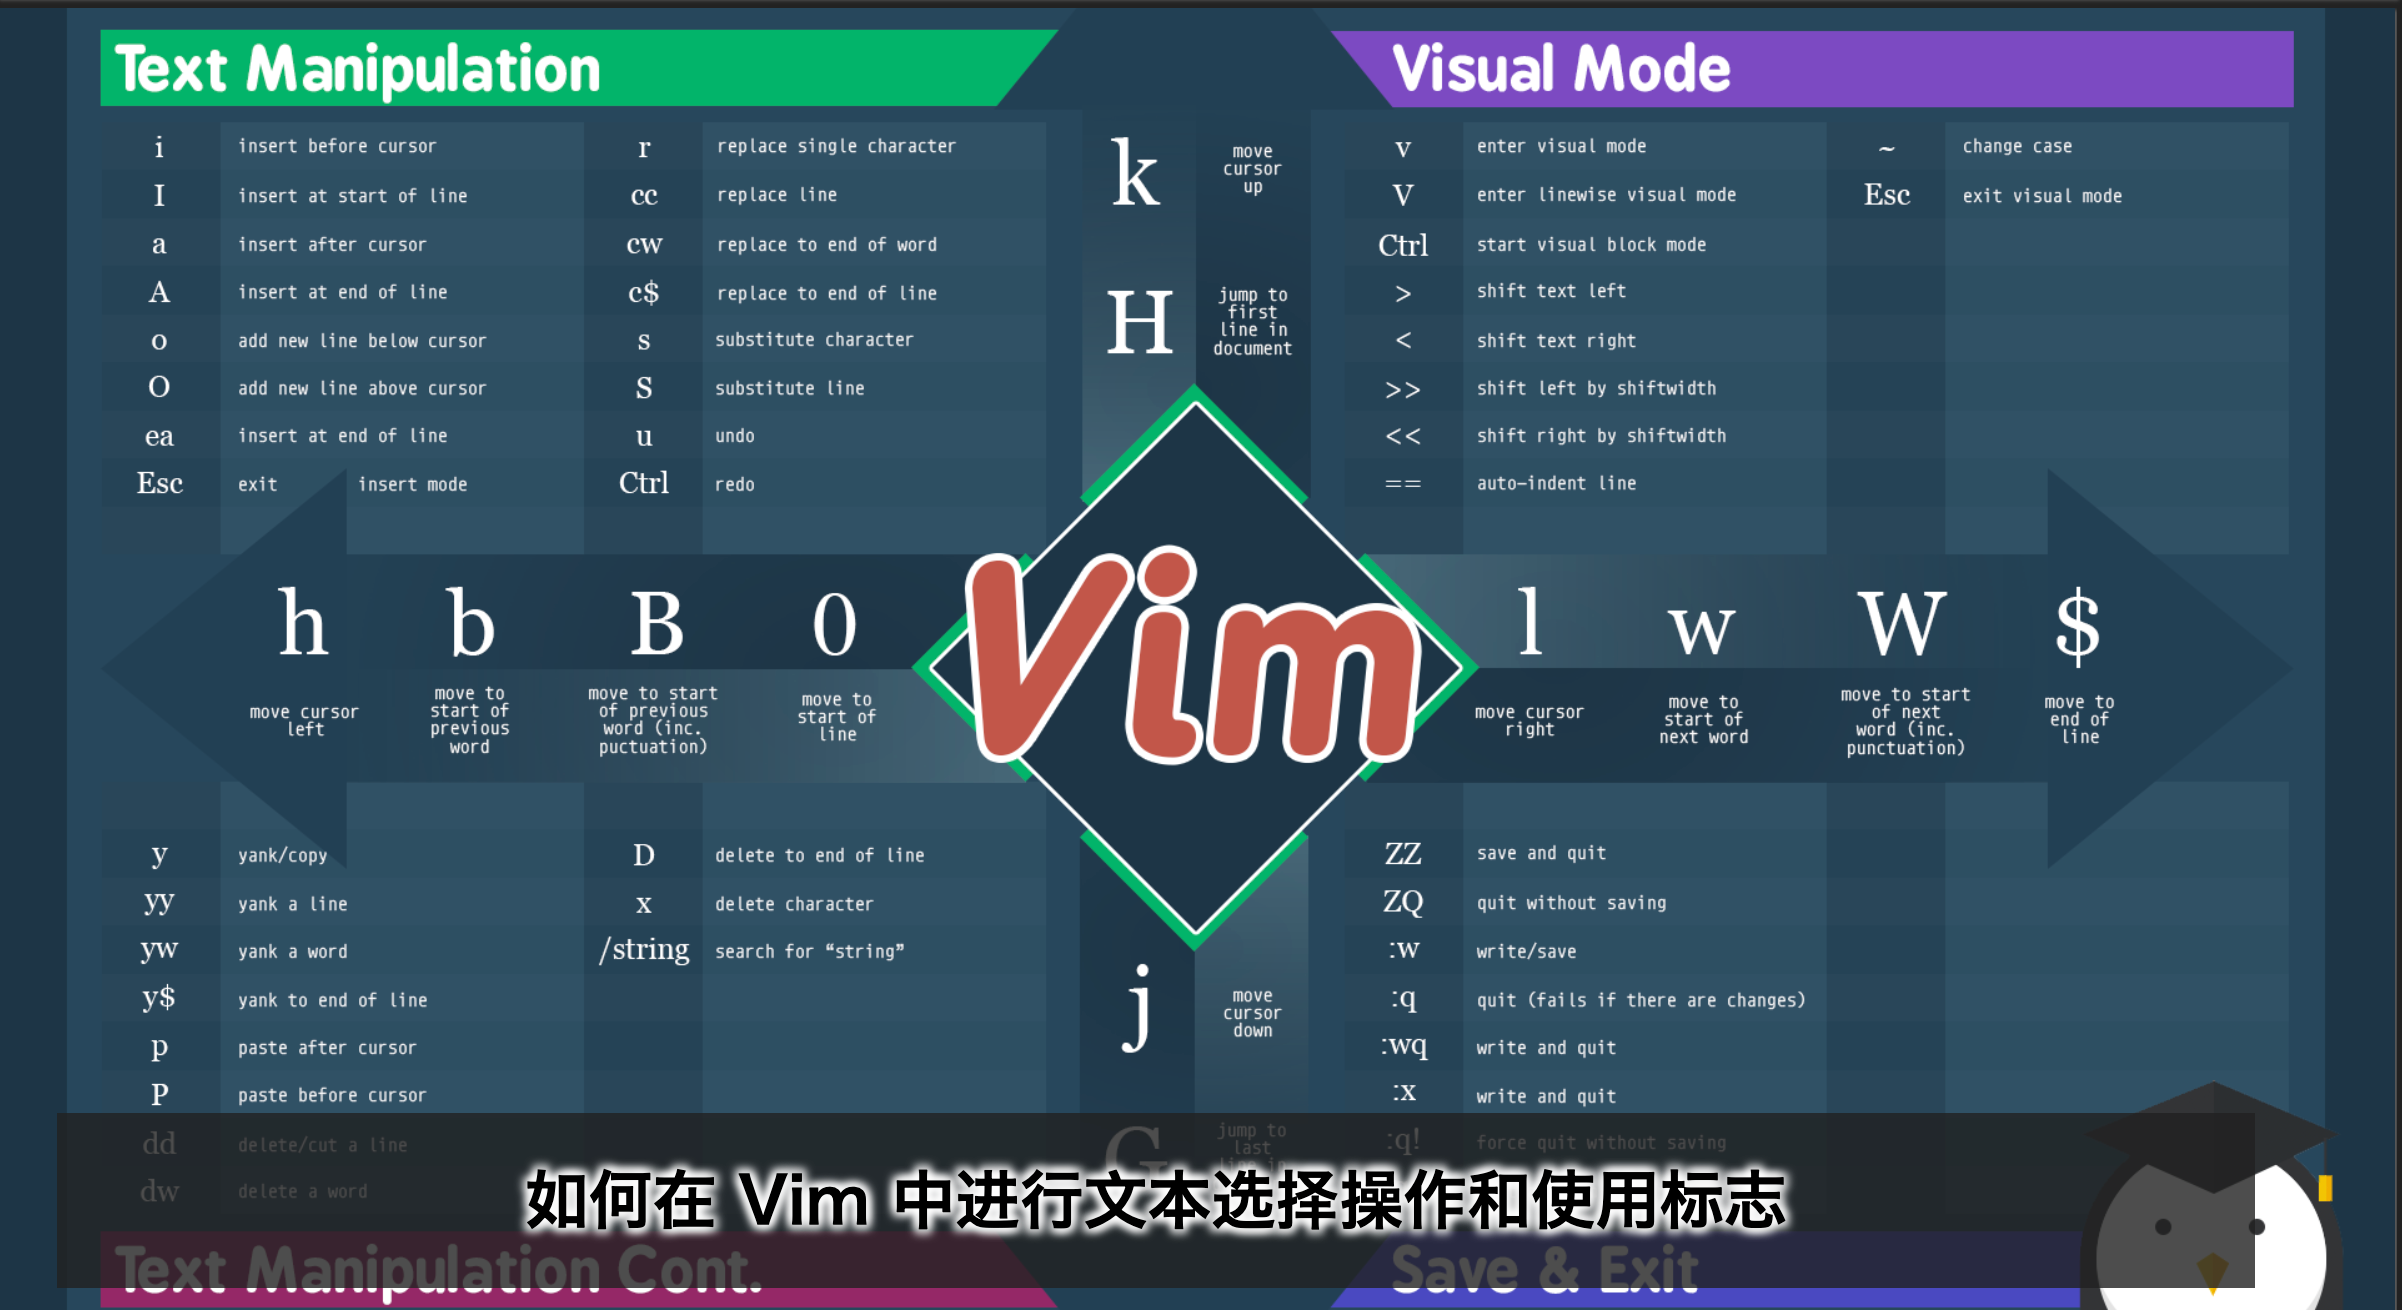 Text Manipulation
i insert before cursor r replace single character
I insert at start of line cc replace line
a insert after cursor cw replace to end of word
A insert at end of line c$ replace to end of line
o add new line below cursor s substitute character
O add new line above cursor S substitute line
ea insert at end of line u undo
Esc exit insert mode Ctrl redo
k
move
cursor
up
H
jump to
first
line in
document
Visual Mode
v enter visual mode ~ change case
V enter linewise visual mode Esc exit visual mode
Ctrl start visual block mode
> shift text left
< shift text right
>> shift left by shiftwidth
<< shift right by shiftwidth
== auto-indent line
h
move cursor
left
b
move to
start of
previous
word
B
move to start
of previous
word (inc.
puctuation)
0
move to
start of
line
Vim
l
move cursor
right
w
move to
start of
next word
W
move to start
of next
word (inc.
punctuation)
$
move to
end of
line
y yank/copy D delete to end of line
yy yank a line x delete character
yw yank a word /string search for “string”
y$ yank to end of line
p paste after cursor
P paste before cursor
dd delete/cut a line
dw delete a word
Text Manipulation Cont.
j
move
cursor
down
G
jump to
last
line in
ZZ save and quit
ZQ quit without saving
:w write/save
:q quit (fails if there are changes)
:wq write and quit
:x write and quit
:q! force quit without saving
Save & Exit
如何在 Vim 中进行文本选择操作和使用标志